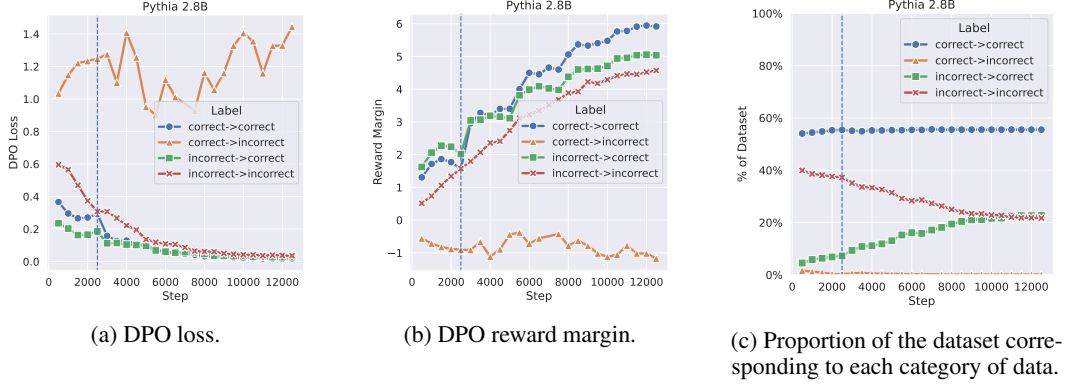 Pythia 2.8B
DPO Loss
1.4
1.2
1.0
0.8
0.6
0.4
0.2
0.0
Label
correct->correct
correct->incorrect
incorrect->correct
incorrect->incorrect
0 2000 4000 6000 8000 10000 12000
Step
(a) DPO loss.
Pythia 2.8B
Reward Margin
6
5
4
3
2
1
0
−1
Label
correct->correct
correct->incorrect
incorrect->correct
incorrect->incorrect
0 2000 4000 6000 8000 10000 12000
Step
(b) DPO reward margin.
Pythia 2.8B
% of Dataset
100%
80%
60%
40%
20%
0%
Label
correct->correct
correct->incorrect
incorrect->correct
incorrect->incorrect
0 2000 4000 6000 8000 10000 12000
Step
(c) Proportion of the dataset corre-
sponding to each category of data.